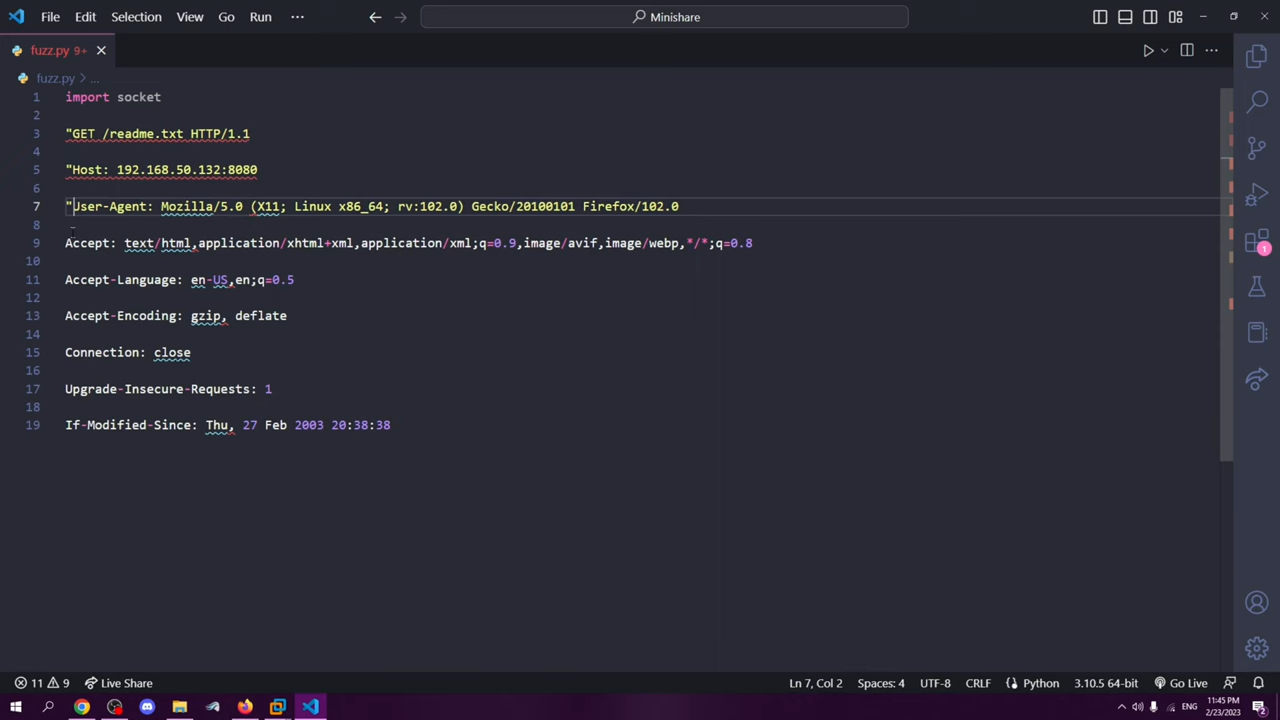 File Edit Selection View Go Run ··· Minishare
fuzz.py 9+
fuzz.py > ...
1 import socket
2
3 "GET /readme.txt HTTP/1.1
4
5 "Host: 192.168.50.132:8080
6
7 "User-Agent: Mozilla/5.0 (X11; Linux x86_64; rv:102.0) Gecko/20100101 Firefox/102.0
8
9 Accept: text/html,application/xhtml+xml,application/xml;q=0.9,image/avif,image/webp,*/*;q=0.8
10
11 Accept-Language: en-US,en;q=0.5
12
13 Accept-Encoding: gzip, deflate
14
15 Connection: close
16
17 Upgrade-Insecure-Requests: 1
18
19 If-Modified-Since: Thu, 27 Feb 2003 20:38:38
1
11 9 Live Share Ln 7, Col 2 Spaces: 4 UTF-8 CRLF Python 3.10.5 64-bit Go Live
ENG 11:45 PM
2/23/2023 2